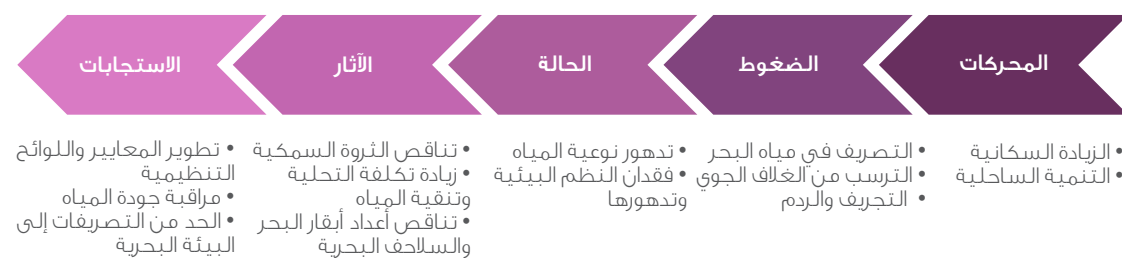 المحركات
الضغوط
الحالة
الآثار
الاستجابات
• الزيادة السكانية
• التنمية الساحلية
• التصريف في مياه البحر
• الترسب من الغلاف الجوي
• التجريف والردم
• تدهور نوعية المياه
• فقدان النظم البيئية
وتدهورها
• تناقص الثروة السمكية
• زيادة تكلفة التحلية
وتنقية المياه
• تناقص أعداد أبقار البحر
والسلاحف البحرية
• تطوير المعايير واللوائح
التنظيمية
• مراقبة جودة المياه
• الحد من التصريفات إلى
البيئة البحرية